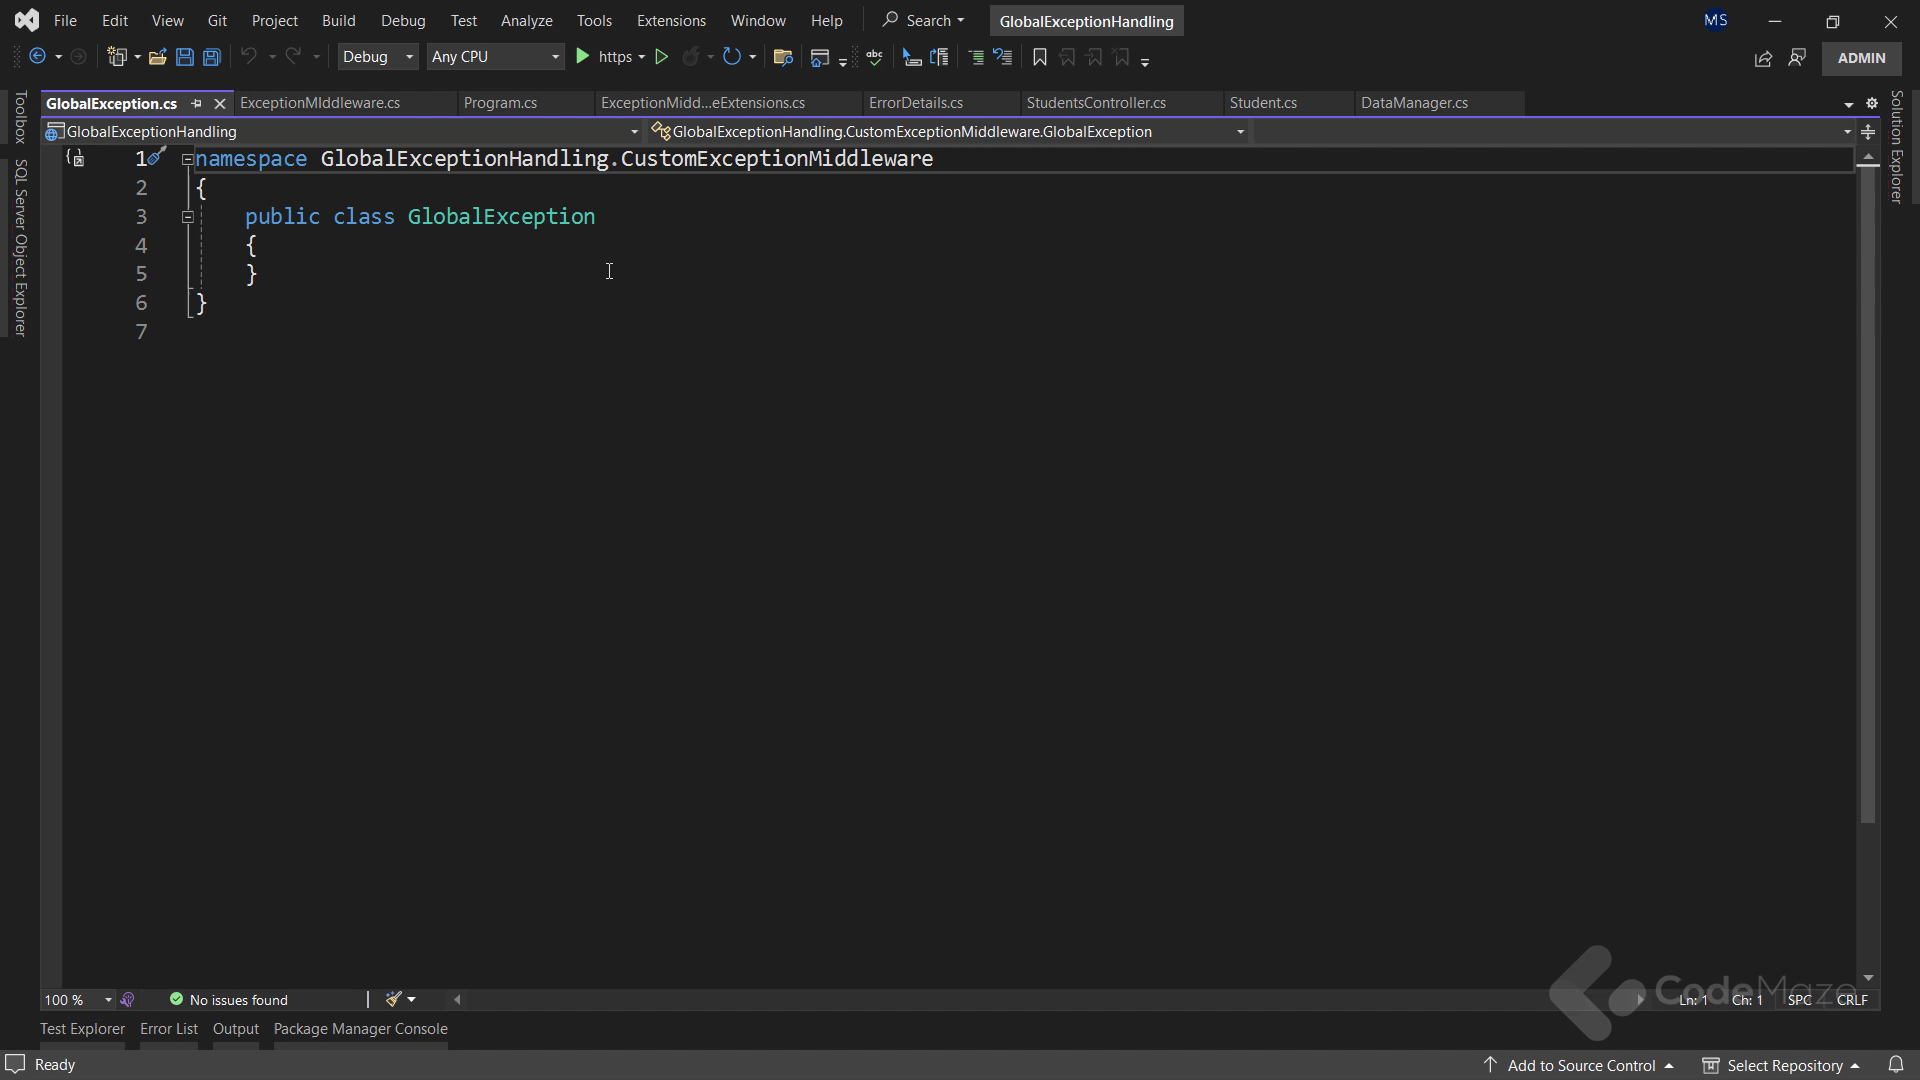 File Edit View Git Project Build Debug Test Analyze Tools Extensions Window Help Search GlobalExceptionHandling MS
Debug Any CPU https abc ADMIN
GlobalException.cs ExceptionMIddleware.cs Program.cs ExceptionMidd...eExtensions.cs ErrorDetails.cs StudentsController.cs Student.cs DataManager.cs
GlobalExceptionHandling GlobalExceptionHandling.CustomExceptionMiddleware.GlobalException
Toolbox
SQL Server Object Explorer
Solution Explorer
1 namespace GlobalExceptionHandling.CustomExceptionMiddleware
2 {
3 public class GlobalException
4 {
5 }
6 }
7
CodeMaze
100 % No issues found Ln: 1 Ch: 1 SPC CRLF
Test Explorer Error List Output Package Manager Console
Ready Add to Source Control Select Repository